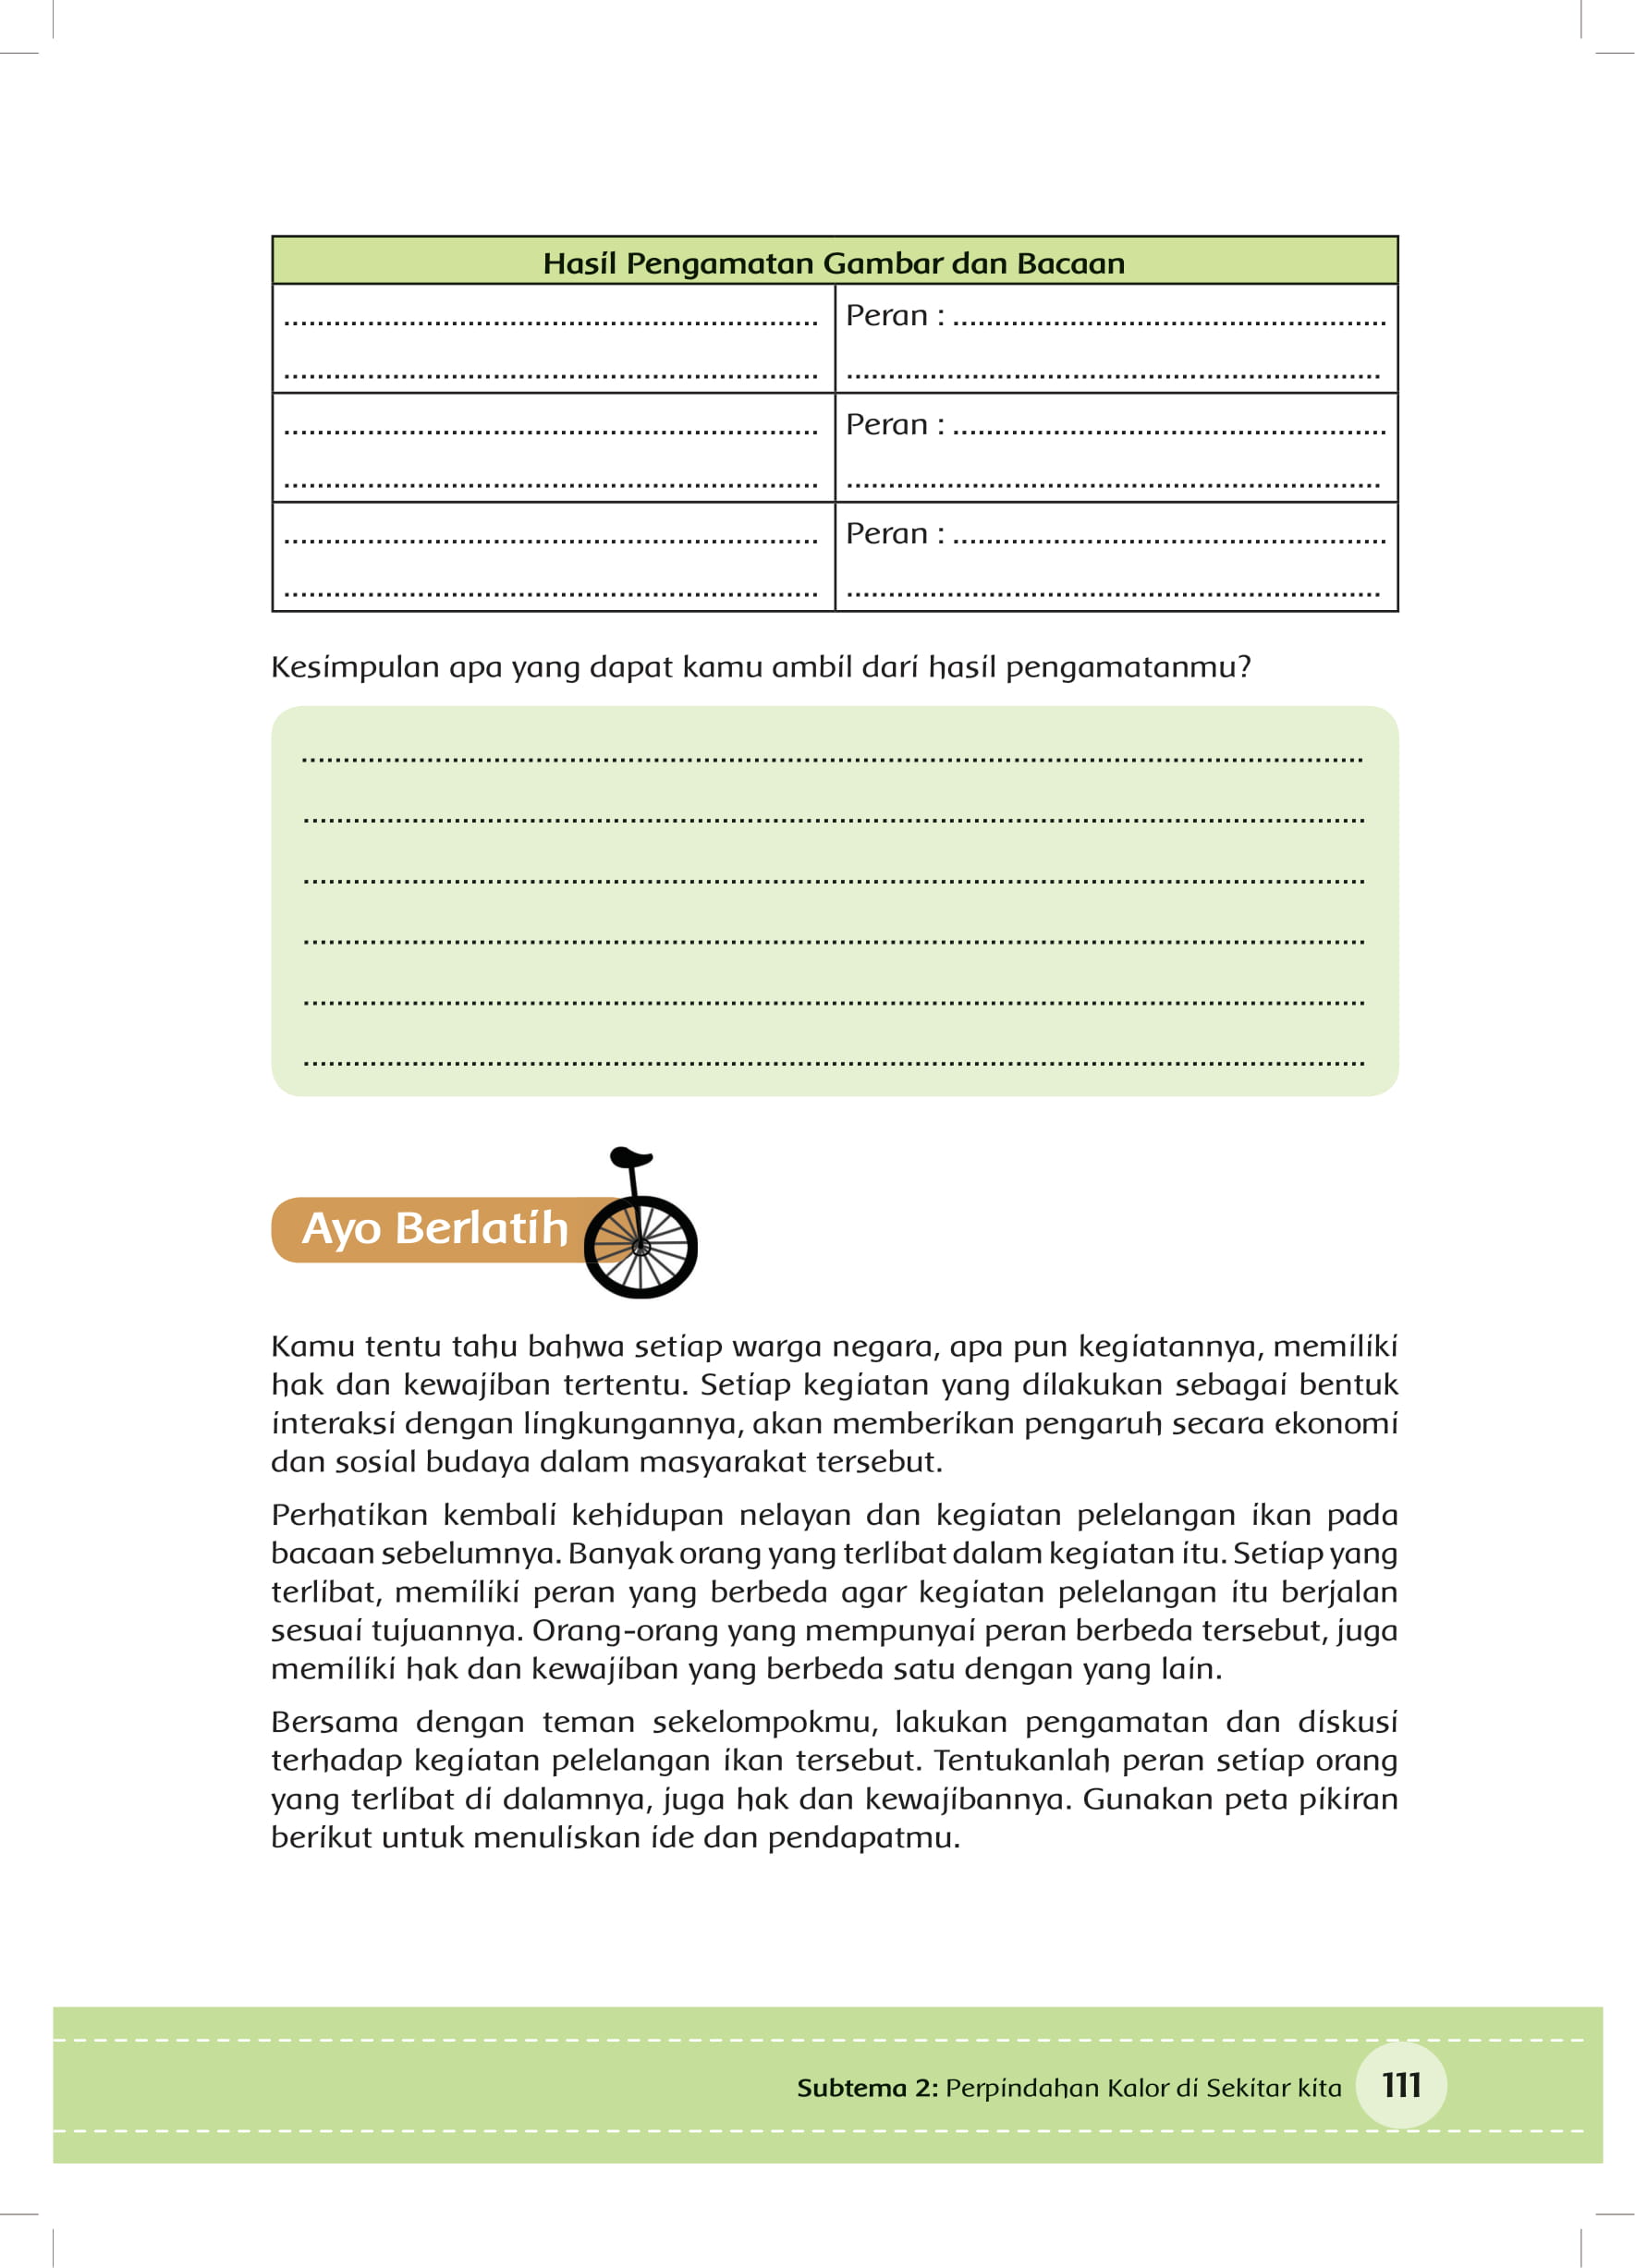 Hasil Pengamatan Gambar dan Bacaan
................................................................ Peran : ....................................................
................................................................ ................................................................
................................................................ Peran : ....................................................
................................................................ ................................................................
................................................................ Peran : ....................................................
................................................................ ................................................................
Kesimpulan apa yang dapat kamu ambil dari hasil pengamatanmu?
................................................................................................................................
................................................................................................................................
................................................................................................................................
................................................................................................................................
................................................................................................................................
................................................................................................................................
Ayo Berlatih
Kamu tentu tahu bahwa setiap warga negara, apa pun kegiatannya, memiliki
hak dan kewajiban tertentu. Setiap kegiatan yang dilakukan sebagai bentuk
interaksi dengan lingkungannya, akan memberikan pengaruh secara ekonomi
dan sosial budaya dalam masyarakat tersebut.
Perhatikan kembali kehidupan nelayan dan kegiatan pelelangan ikan pada
bacaan sebelumnya. Banyak orang yang terlibat dalam kegiatan itu. Setiap yang
terlibat, memiliki peran yang berbeda agar kegiatan pelelangan itu berjalan
sesuai tujuannya. Orang-orang yang mempunyai peran berbeda tersebut, juga
memiliki hak dan kewajiban yang berbeda satu dengan yang lain.
Bersama dengan teman sekelompokmu, lakukan pengamatan dan diskusi
terhadap kegiatan pelelangan ikan tersebut. Tentukanlah peran setiap orang
yang terlibat di dalamnya, juga hak dan kewajibannya. Gunakan peta pikiran
berikut untuk menuliskan ide dan pendapatmu.
Subtema 2: Perpindahan Kalor di Sekitar kita 111